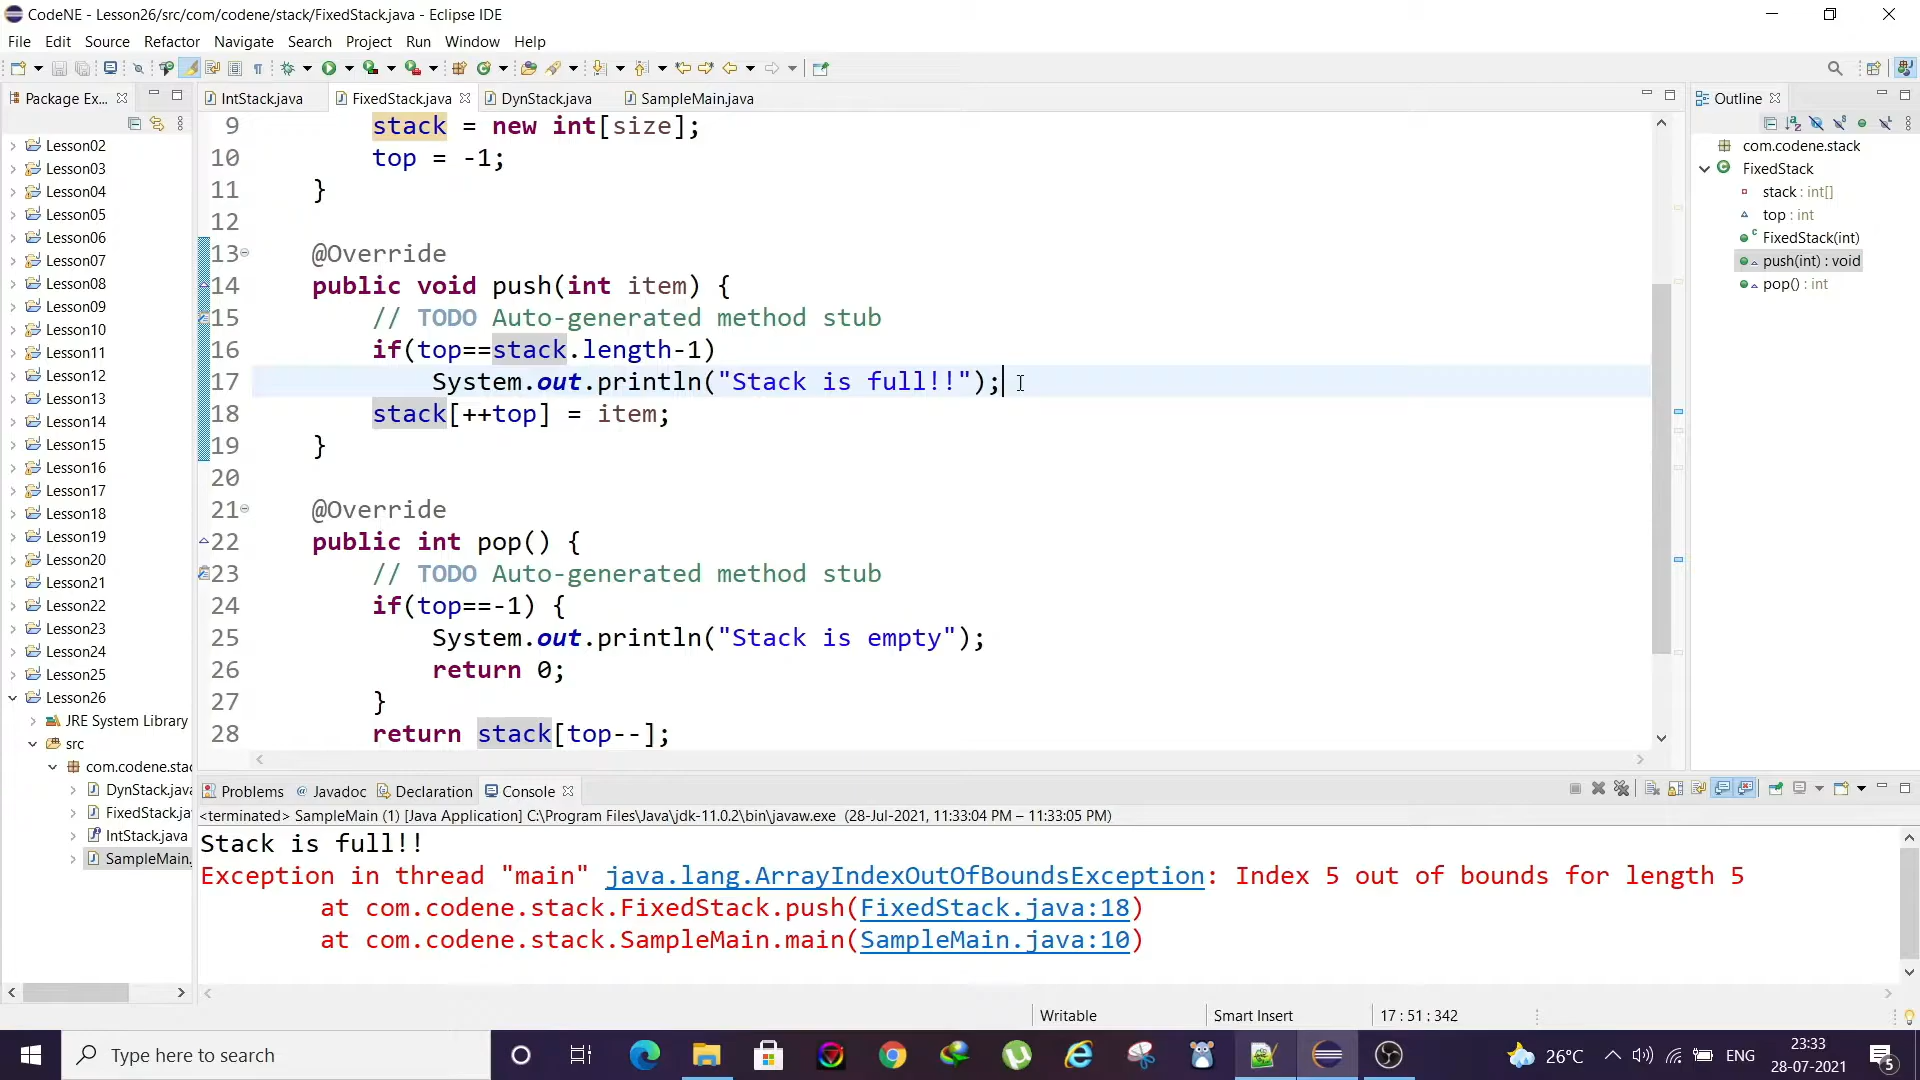 CodeNE - Lesson26/src/com/codene/stack/FixedStack.java - Eclipse IDE
File Edit Source Refactor Navigate Search Project Run Window Help
Package Ex...
IntStack.java FixedStack.java DynStack.java SampleMain.java
Outline
Lesson02
Lesson03
Lesson04
Lesson05
Lesson06
Lesson07
Lesson08
Lesson09
Lesson10
Lesson11
Lesson12
Lesson13
Lesson14
Lesson15
Lesson16
Lesson17
Lesson18
Lesson19
Lesson20
Lesson21
Lesson22
Lesson23
Lesson24
Lesson25
Lesson26
JRE System Library
src
com.codene.stac
DynStack.java
FixedStack.ja
IntStack.java
SampleMain.
9 stack = new int[size];
10 top = -1;
11 }
12
13 @Override
14 public void push(int item) {
15 // TODO Auto-generated method stub
16 if(top==stack.length-1)
17 System.out.println("Stack is full!!");
18 stack[++top] = item;
19 }
20
21 @Override
22 public int pop() {
23 // TODO Auto-generated method stub
24 if(top==-1) {
25 System.out.println("Stack is empty");
26 return 0;
27 }
28 return stack[top--];
com.codene.stack
FixedStack
stack : int[]
top : int
FixedStack(int)
push(int) : void
pop() : int
Problems @ Javadoc Declaration Console
<terminated> SampleMain (1) [Java Application] C:\Program Files\Java\jdk-11.0.2\bin\javaw.exe (28-Jul-2021, 11:33:04 PM – 11:33:05 PM)
Stack is full!!
Exception in thread "main" java.lang.ArrayIndexOutOfBoundsException: Index 5 out of bounds for length 5
at com.codene.stack.FixedStack.push(FixedStack.java:18)
at com.codene.stack.SampleMain.main(SampleMain.java:10)
Writable Smart Insert 17 : 51 : 342
Type here to search
26°C ENG
23:33
28-07-2021
5